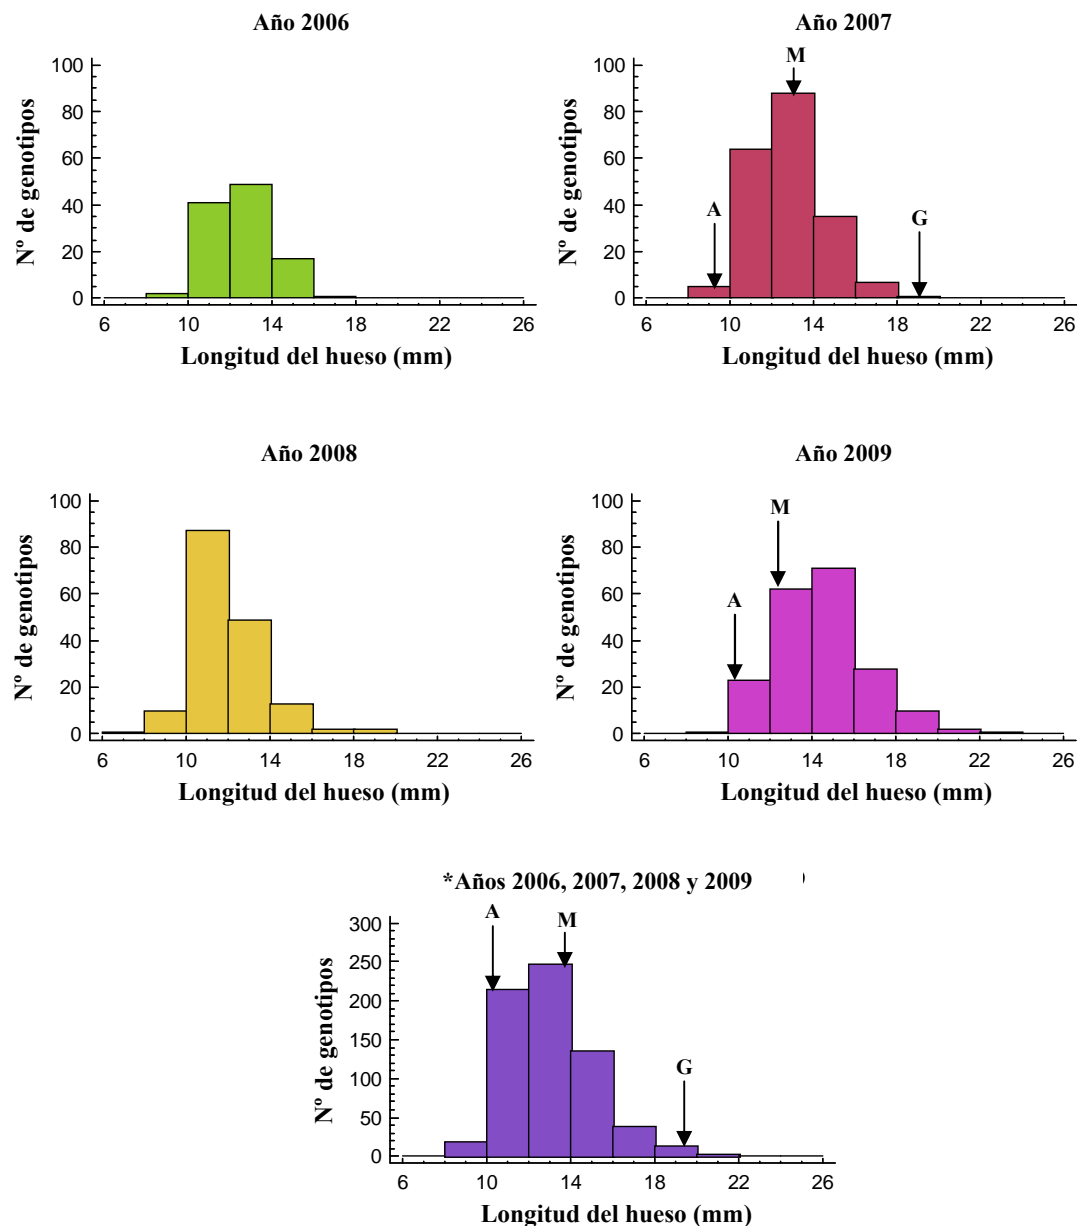 Año 2006
Nº de genotipos
100
80
60
40
20
0
6 10 14 18 22 26
Longitud del hueso (mm)
Año 2007
Nº de genotipos
100
80
60
40
20
0
M
A
G
6 10 14 18 22 26
Longitud del hueso (mm)
Año 2008
Nº de genotipos
100
80
60
40
20
0
6 10 14 18 22 26
Longitud del hueso (mm)
Año 2009
Nº de genotipos
100
80
60
40
20
0
M
A
6 10 14 18 22 26
Longitud del hueso (mm)
*Años 2006, 2007, 2008 y 2009
Nº de genotipos
300
250
200
150
100
50
0
A
M
G
6 10 14 18 22 26
Longitud del hueso (mm)